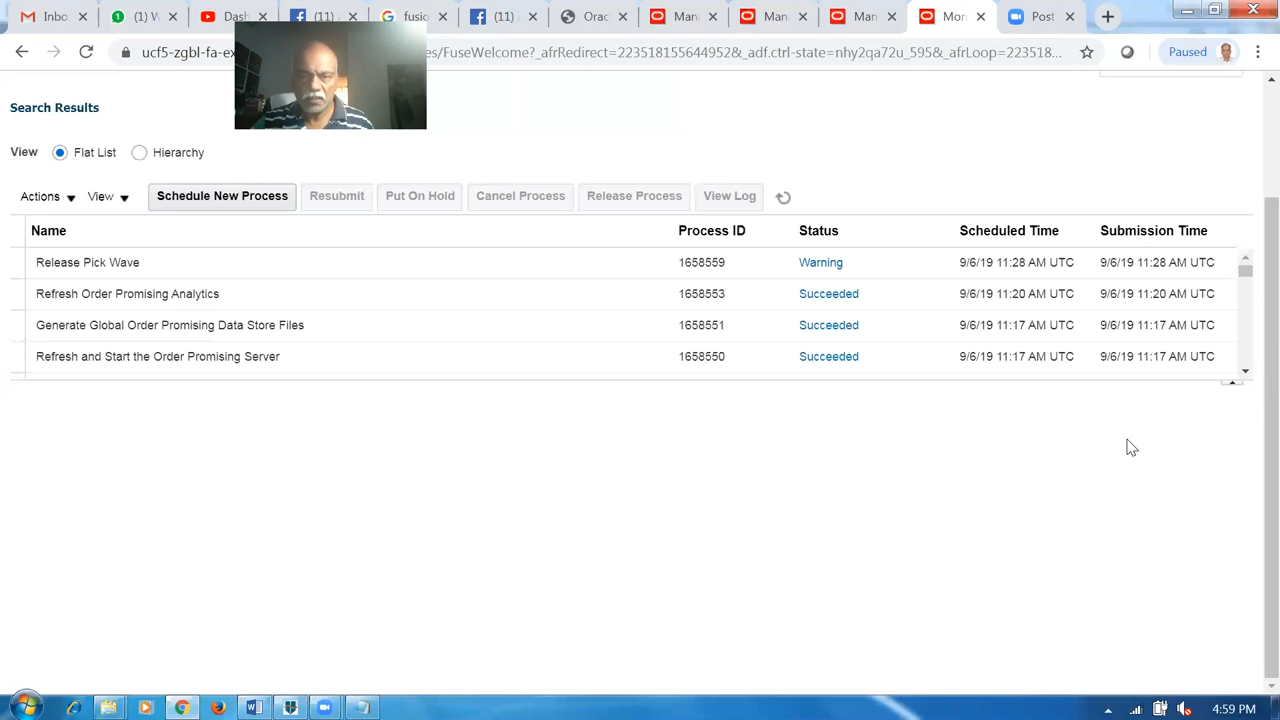 Inbo
(1) W
Dash
(11)
fusio
(11)
Orac
Man
Man
Man
Mon
Post
ucf5-zgbl-fa-ex
es/FuseWelcome?_afrRedirect=223518155644952&_adf.ctrl-state=nhy2qa72u_595&_afrLoop=223518...
Paused
Search Results
View Flat List Hierarchy
Actions View Schedule New Process Resubmit Put On Hold Cancel Process Release Process View Log
Name Process ID Status Scheduled Time Submission Time
Release Pick Wave 1658559 Warning 9/6/19 11:28 AM UTC 9/6/19 11:28 AM UTC
Refresh Order Promising Analytics 1658553 Succeeded 9/6/19 11:20 AM UTC 9/6/19 11:20 AM UTC
Generate Global Order Promising Data Store Files 1658551 Succeeded 9/6/19 11:17 AM UTC 9/6/19 11:17 AM UTC
Refresh and Start the Order Promising Server 1658550 Succeeded 9/6/19 11:17 AM UTC 9/6/19 11:17 AM UTC
4:59 PM